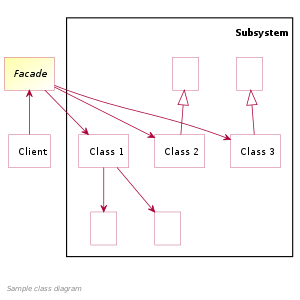 Subsystem
Facade
Client
Class 1
Class 2
Class 3
Sample class diagram